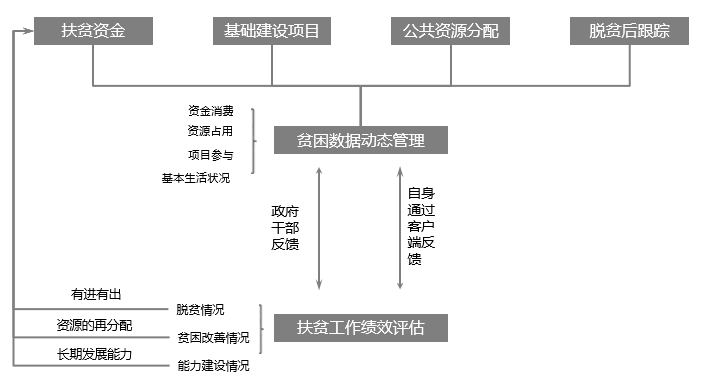 扶贫资金
基础建设项目
公共资源分配
脱贫后跟踪
资金消费
资源占用
项目参与
基本生活状况
贫困数据动态管理
政府
干部
反馈
自身
通过
客户
端反
馈
有进有出
脱贫情况
资源的再分配
贫困改善情况
长期发展能力
能力建设情况
扶贫工作绩效评估